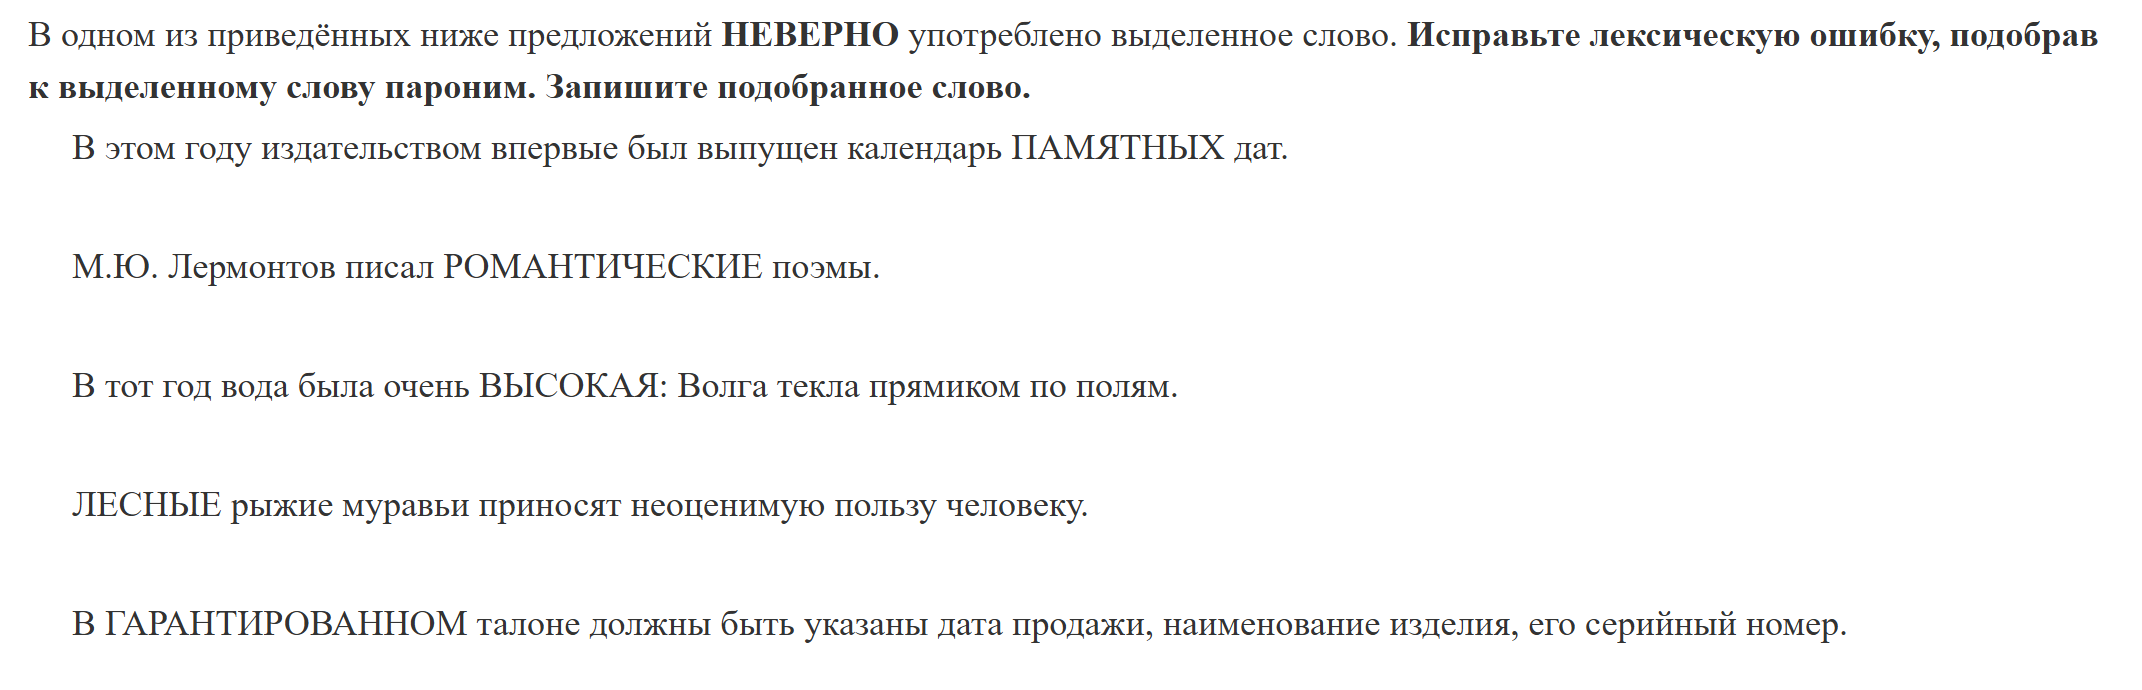 В одном из приведённых ниже предложений НЕВЕРНО употреблено выделенное слово. Исправьте лексическую ошибку, подобрав
к выделенному слову пароним. Запишите подобранное слово.
В этом году издательством впервые был выпущен календарь ПАМЯТНЫХ дат.
М.Ю. Лермонтов писал РОМАНТИЧЕСКИЕ поэмы.
В тот год вода была очень ВЫСОКАЯ: Волга текла прямиком по полям.
ЛЕСНЫЕ рыжие муравьи приносят неоценимую пользу человеку.
В ГАРАНТИРОВАННОМ талоне должны быть указаны дата продажи, наименование изделия, его серийный номер.